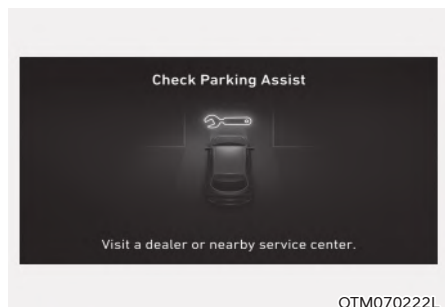 Check Parking Assist
Visit a dealer or nearby service center.
OTM070222L